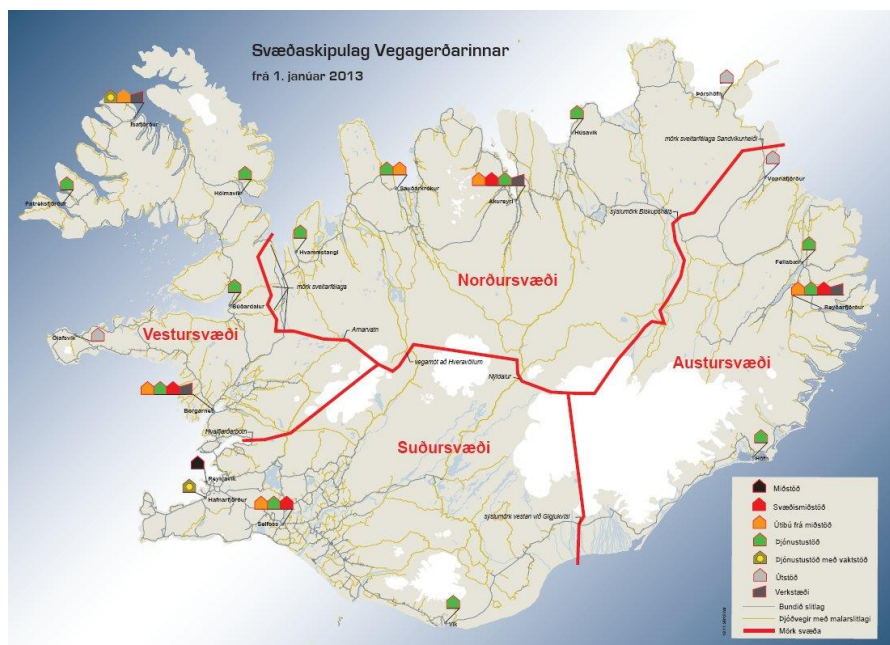 Svæðaskipulag Vegagerðarinnar
frá 1. janúar 2013
Þórshöfn
Ísafjörður
Húsavík
mörk sveitarfélaga Sandvíkurheiði
Vopnafjörður
Hólmavík
Sauðárkrókur
Akureyri
Patreksfjörður
sýslumörk Biskupsháls
Hvammstangi
Fellabær
Norðursvæði
mörk sveitarfélaga
Búðardalur
Reyðarfjörður
Vestursvæði
Arnarvatn
Ólafsvík
vegamót að Hveravöllum
Austursvæði
Nýidalur
Borgarnes
Hvalfjarðarbotn
Suðursvæði
Höfn
Reykjavík
Hafnarfjörður
sýslumörk vestan við Gígjukvísl
Selfoss
Vík
Miðstöð
Svæðismiðstöð
Útibú frá miðstöð
Þjónustustöð
Þjónustustöð með vaktstöð
Útstöð
Verkstæði
Bundið slitlag
Þjóðvegir með malarslitlagi
Mörk svæða